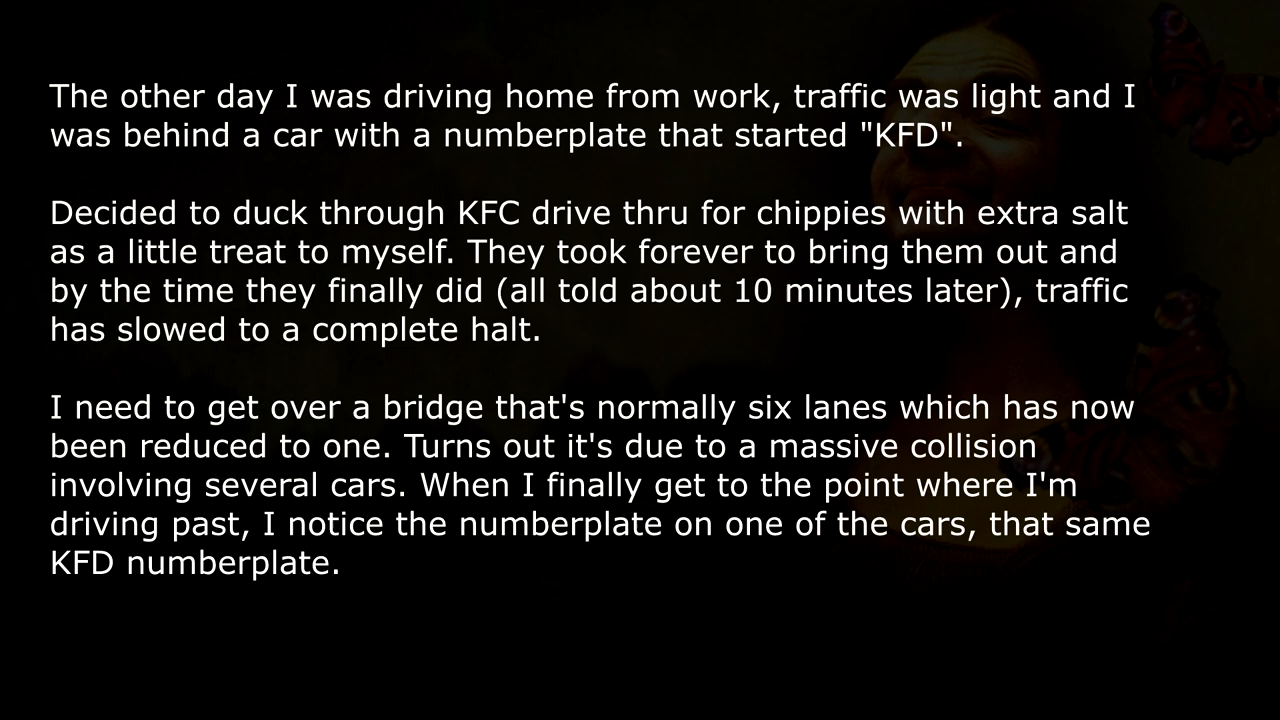 The other day I was driving home from work, traffic was light and I
was behind a car with a numberplate that started "KFD".
Decided to duck through KFC drive thru for chippies with extra salt
as a little treat to myself. They took forever to bring them out and
by the time they finally did (all told about 10 minutes later), traffic
has slowed to a complete halt.
I need to get over a bridge that's normally six lanes which has now
been reduced to one. Turns out it's due to a massive collision
involving several cars. When I finally get to the point where I'm
driving past, I notice the numberplate on one of the cars, that same
KFD numberplate.